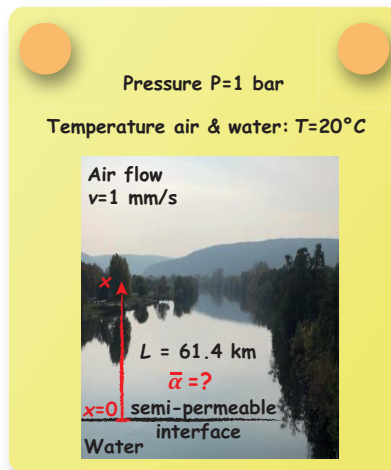 Pressure P=1 bar
Temperature air & water: T=20°C
Air flow
v=1 mm/s
x
L = 61.4 km
ᾱ =?
x=0 semi-permeable
interface
Water